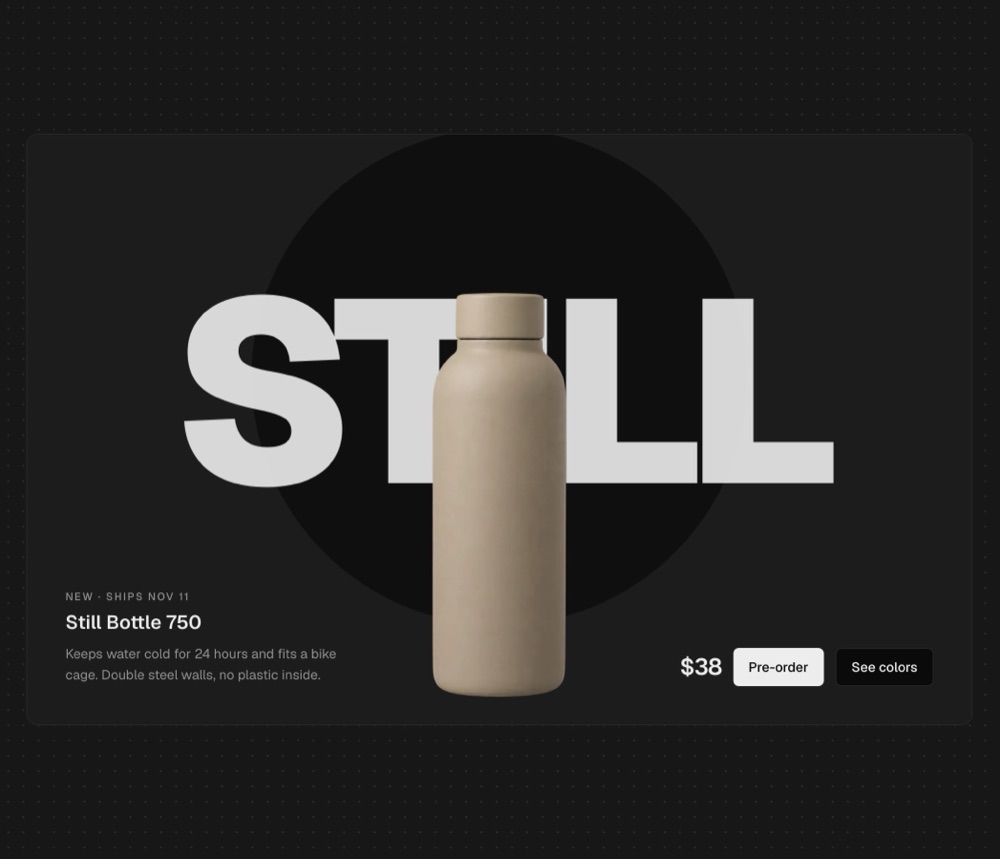 STILL
NEW · SHIPS NOV 11
Still Bottle 750
Keeps water cold for 24 hours and fits a bike
cage. Double steel walls, no plastic inside.
$38
Pre-order
See colors